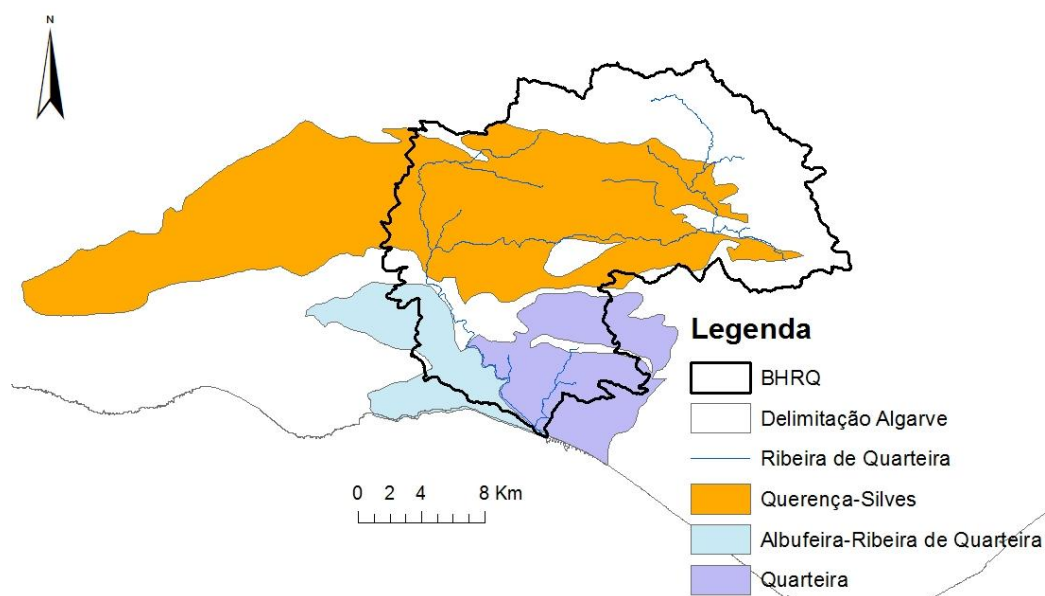 N
Legenda
BHRQ
Delimitação Algarve
Ribeira de Quarteira
Querença-Silves
Albufeira-Ribeira de Quarteira
Quarteira
0 2 4 8 Km